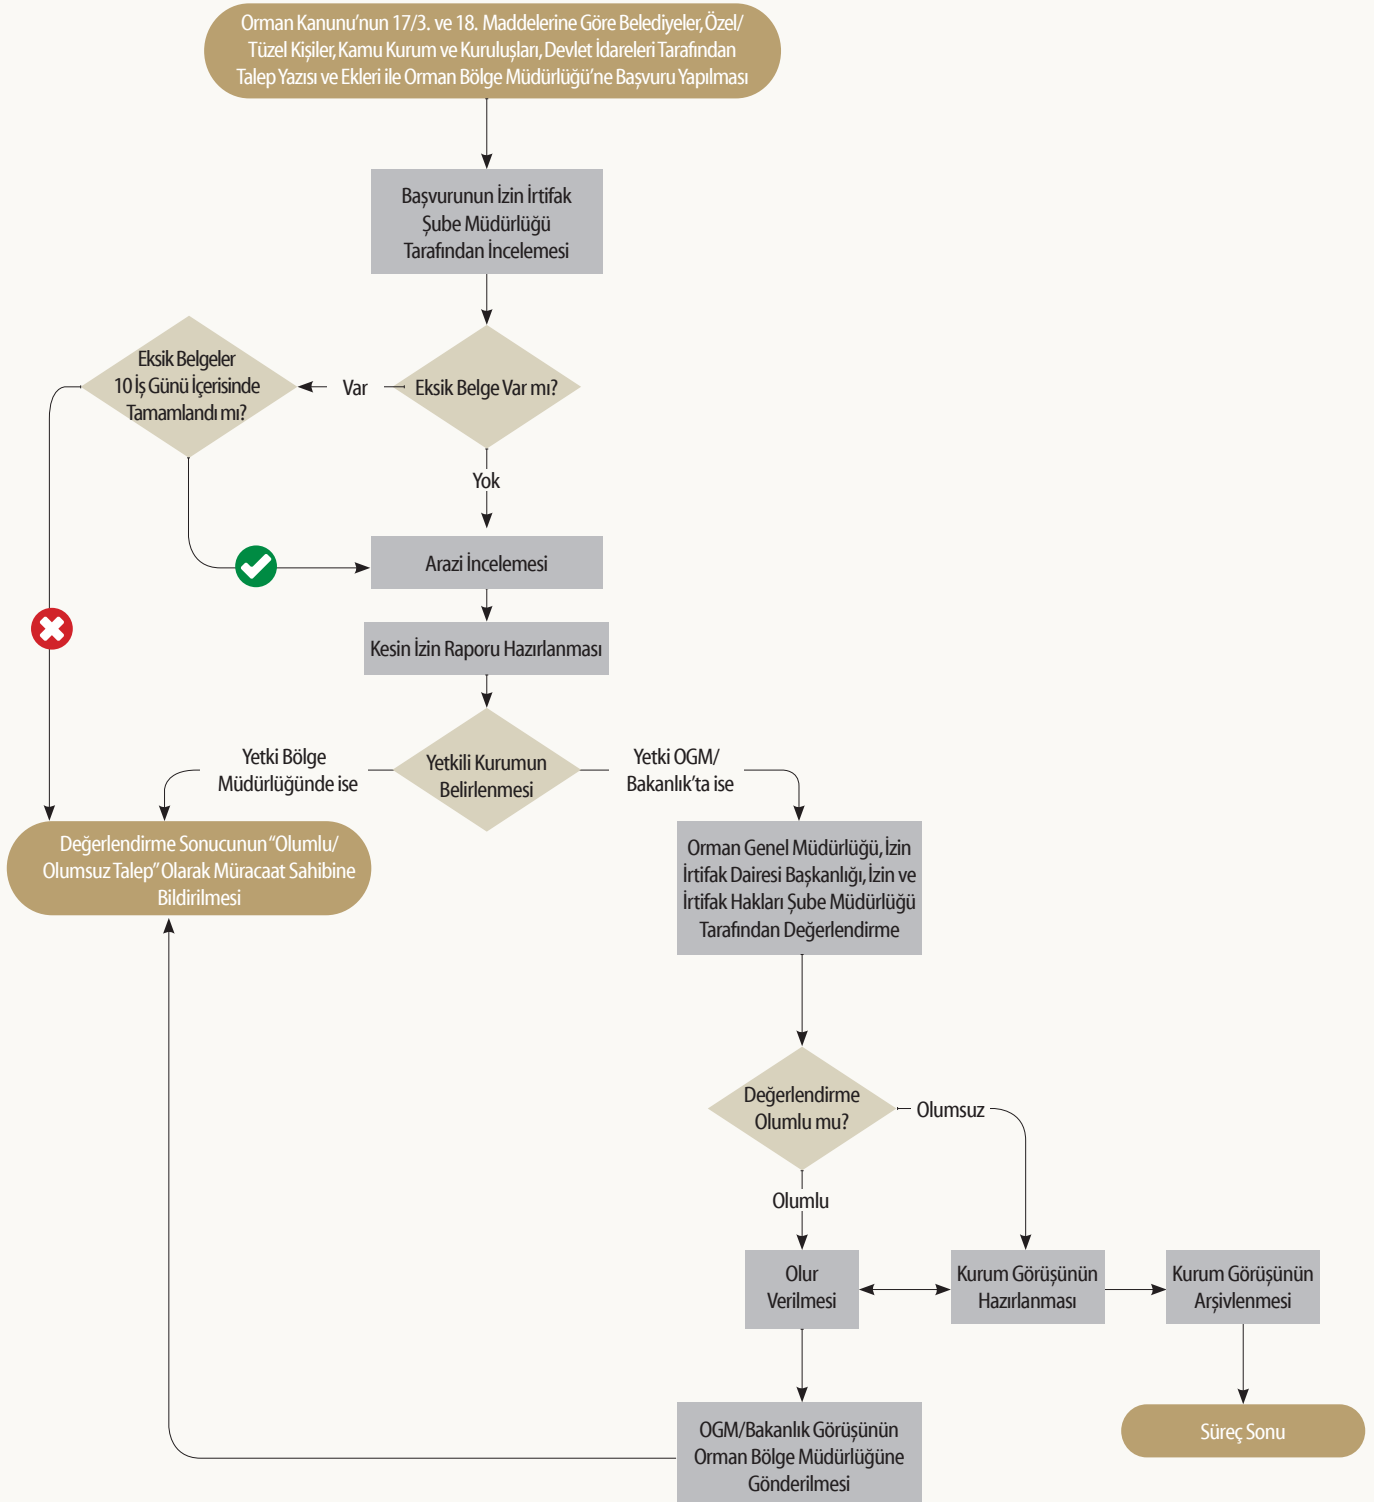 Orman Kanunu’nun 17/3. ve 18. Maddelerine Göre Belediyeler, Özel/
Tüzel Kişiler, Kamu Kurum ve Kuruluşları, Devlet İdareleri Tarafından
Talep Yazısı ve Ekleri ile Orman Bölge Müdürlüğü’ne Başvuru Yapılması
Başvurunun İzin İrtifak
Şube Müdürlüğü
Tarafından İncelemesi
Eksik Belgeler
10 İş Günü İçerisinde
Tamamlandı mı?
Var
Eksik Belge Var mı?
Yok
Arazi İncelemesi
Kesin İzin Raporu Hazırlanması
Yetki Bölge
Müdürlüğünde ise
Yetkili Kurumun
Belirlenmesi
Yetki OGM/
Bakanlık’ta ise
Değerlendirme Sonucunun “Olumlu/
Olumsuz Talep” Olarak Müracaat Sahibine
Bildirilmesi
Orman Genel Müdürlüğü, İzin
İrtifak Dairesi Başkanlığı, İzin ve
İrtifak Hakları Şube Müdürlüğü
Tarafından Değerlendirme
Değerlendirme
Olumlu mu?
Olumsuz
Olumlu
Olur
Verilmesi
Kurum Görüşünün
Hazırlanması
Kurum Görüşünün
Arşivlenmesi
OGM/Bakanlık Görüşünün
Orman Bölge Müdürlüğüne
Gönderilmesi
Süreç Sonu